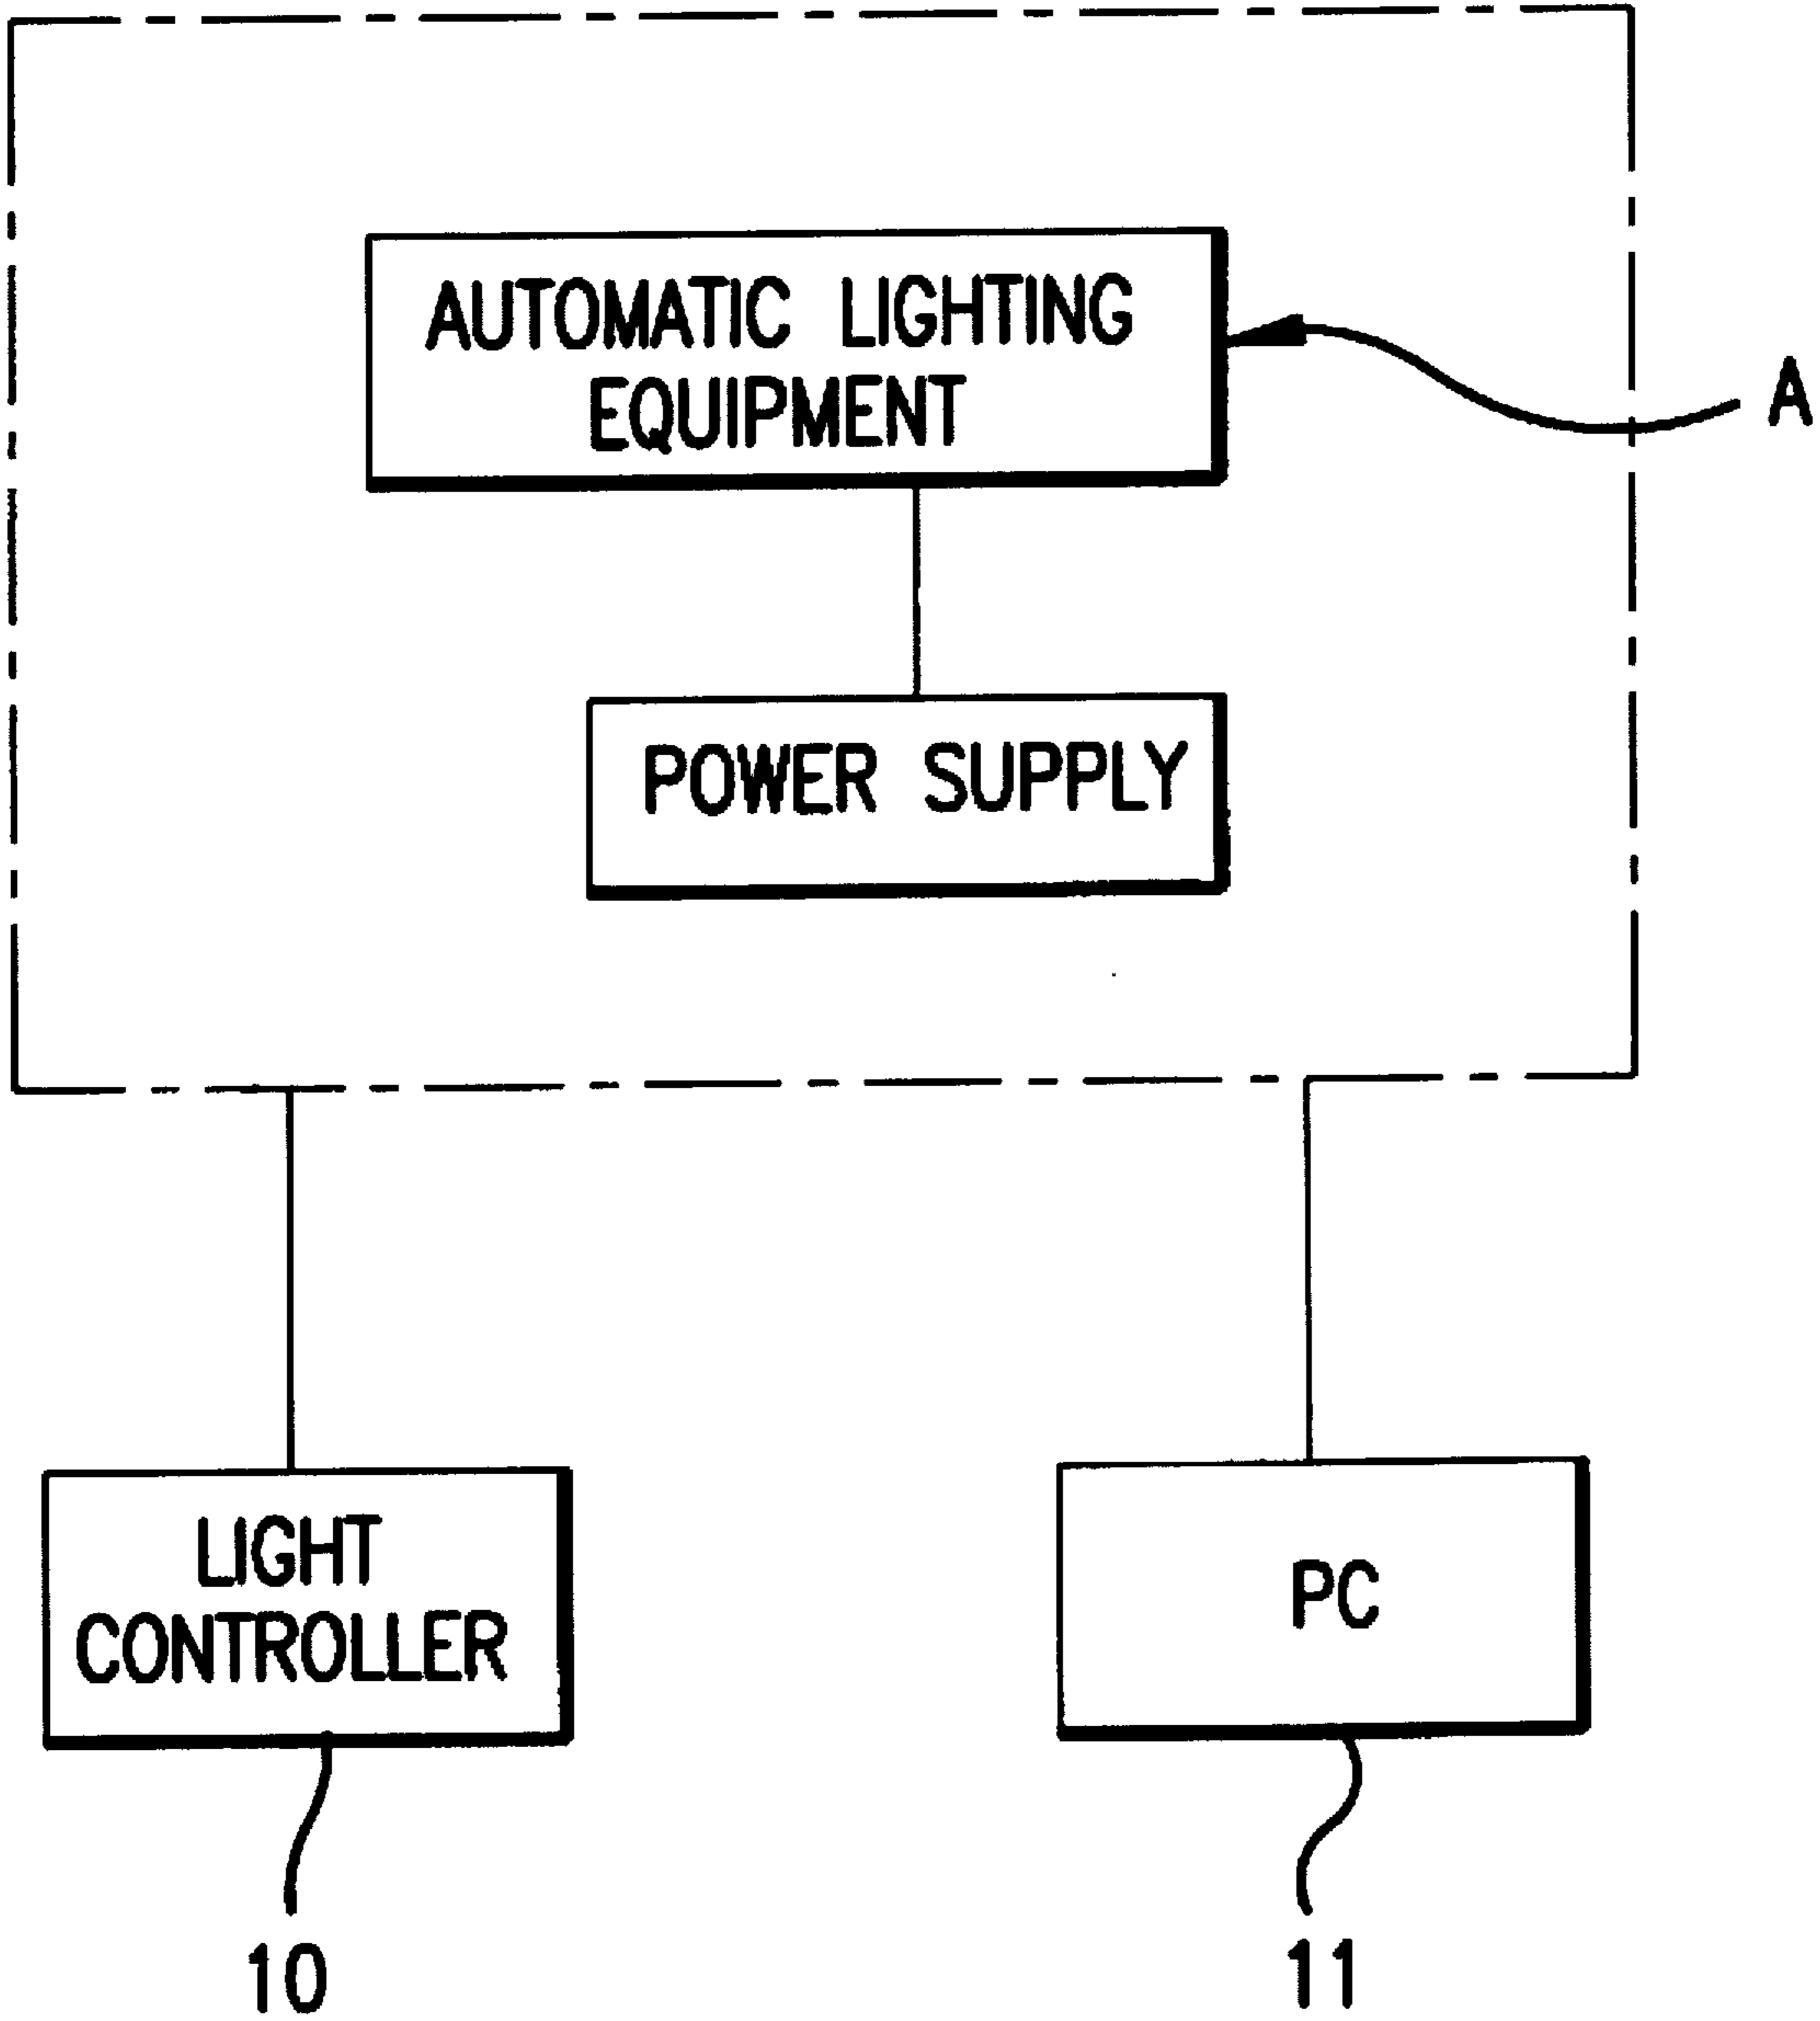 AUTOMATIC LIGHTING
EQUIPMENT
A
POWER SUPPLY
LIGHT
CONTROLLER
PC
10
11